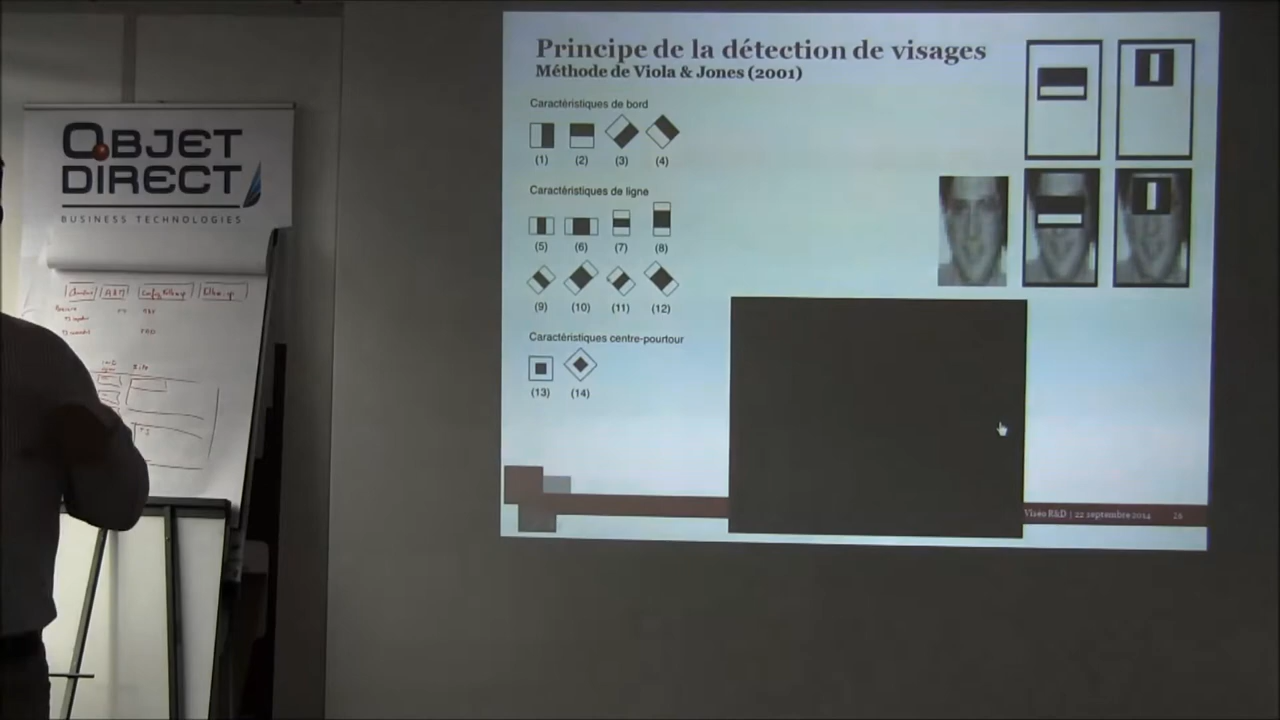 OBJET
DIRECT
BUSINESS TECHNOLOGIES
Principe de la détection de visages
Méthode de Viola & Jones (2001)
Caractéristiques de bord
(1) (2) (3) (4)
Caractéristiques de ligne
(5) (6) (7) (8)
(9) (10) (11) (12)
Caractéristiques centre-pourtour
(13) (14)
Viséo R&D | 22 septembre 2014 26